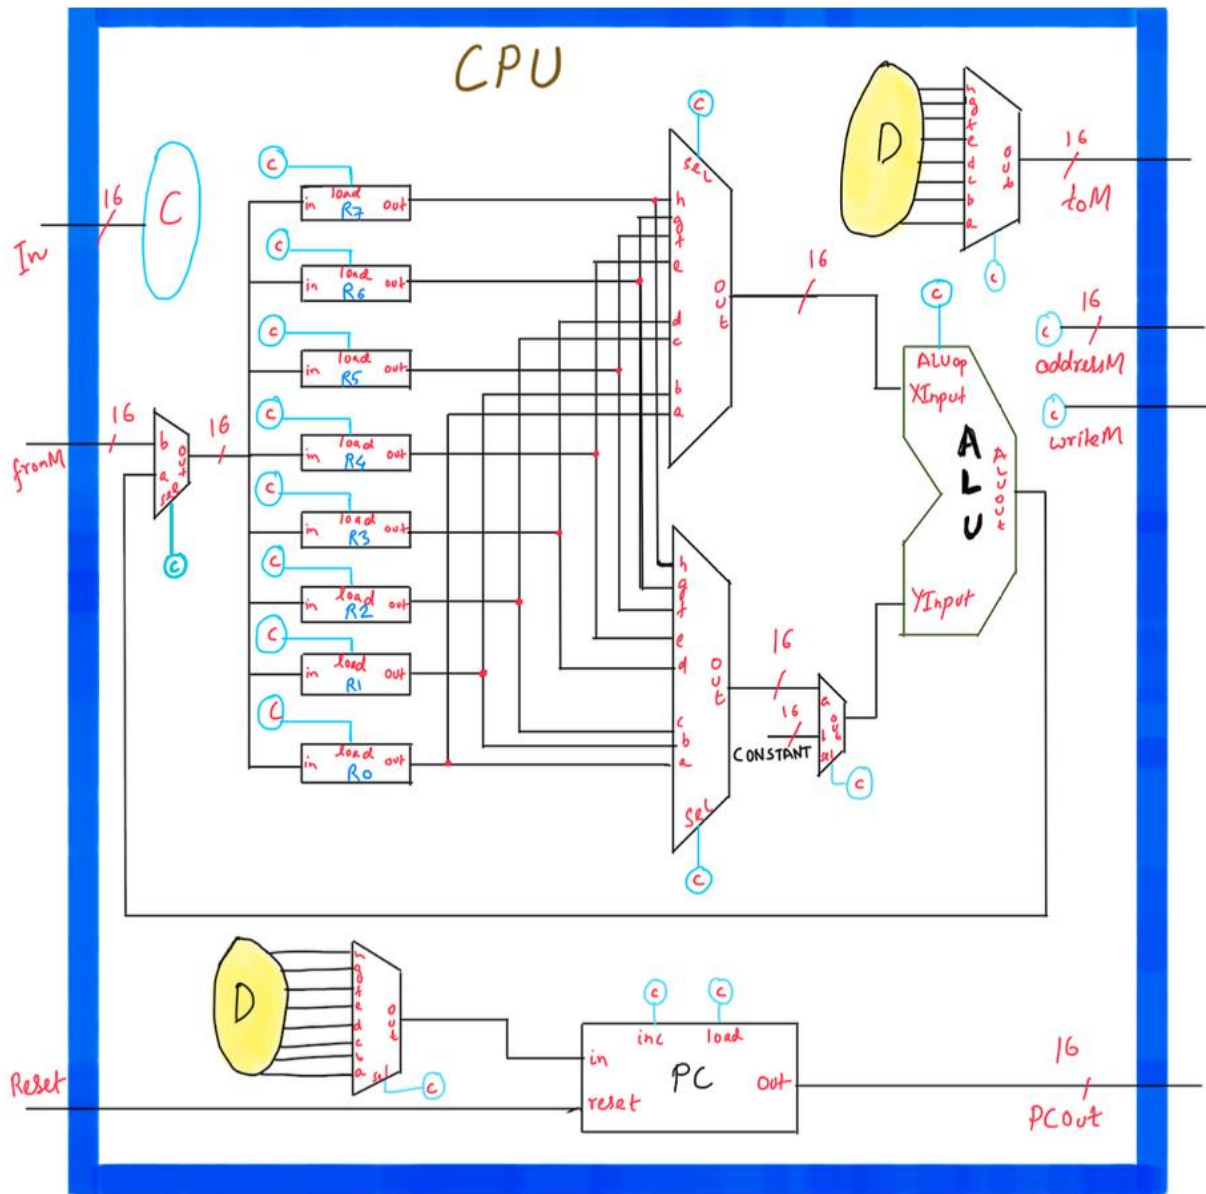 CPU
C
16
In
C
D
h
g
f
e
d
c
b
a
Out
C
16
toM
C
load
in R7 out
C
load
in R6 out
C
load
in R5 out
C
load
in R4 out
C
load
in R3 out
C
load
in R2 out
C
load
in R1 out
C
load
in R0 out
16
fromM
b
a
Out
sel
C
16
C
sel
h
g
f
e
d
c
b
a
Out
16
h
g
f
e
d
c
b
a
Out
sel
C
16
16
CONSTANT
a
b
Out
sel
C
C
ALUop
XInput
ALU
ALUOut
YInput
C
16
addressM
C
writeM
D
h
g
f
e
d
c
b
a
Out
sel
C
C
C
inc
load
in
PC
Out
reset
Reset
16
PCOut